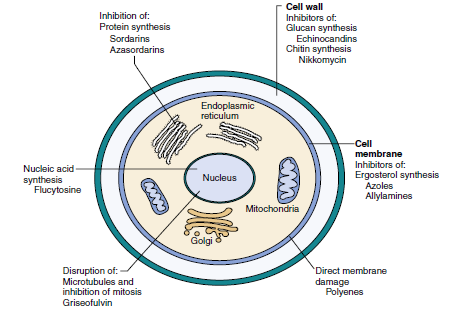 Inhibition of:
Protein synthesis
Sordarins
Azasordarins
Cell wall
Inhibitors of:
Glucan synthesis
Echinocandins
Chitin synthesis
Nikkomycin
Endoplasmic
reticulum
Cell
membrane
Inhibitors of:
Ergosterol synthesis
Azoles
Allylamines
Nucleic acid
synthesis
Flucytosine
Nucleus
Mitochondria
Golgi
Disruption of:
Microtubules and
inhibition of mitosis
Griseofulvin
Direct membrane
damage
Polyenes